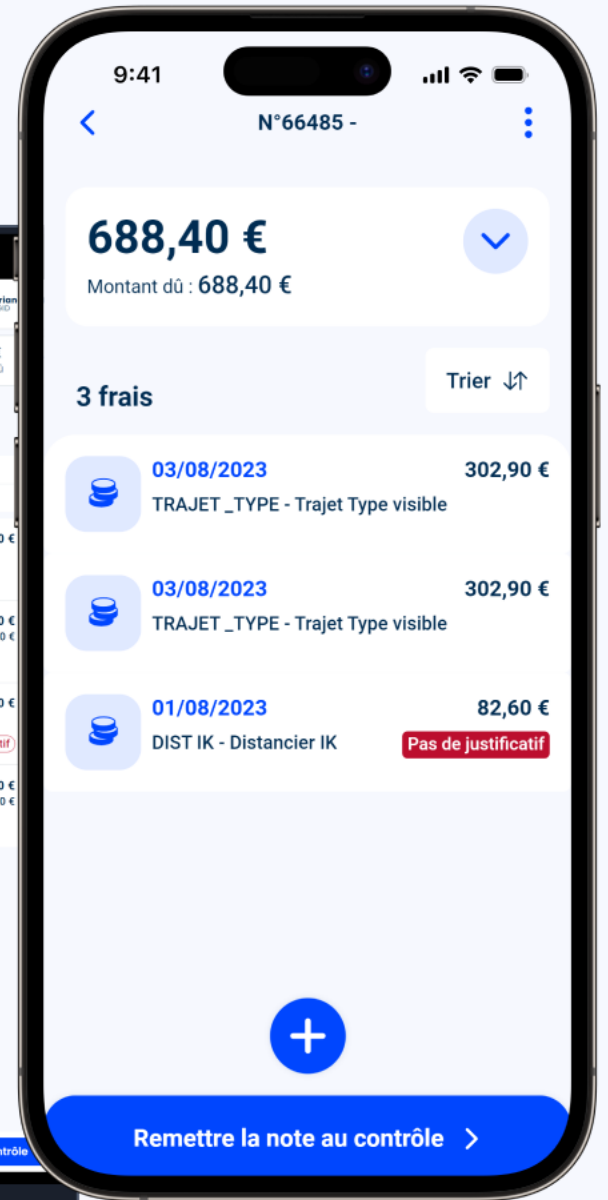 9:41
N°66485 -
688,40 €
Montant dû : 688,40 €
3 frais
Trier
03/08/2023 302,90 €
TRAJET _TYPE - Trajet Type visible
03/08/2023 302,90 €
TRAJET _TYPE - Trajet Type visible
01/08/2023 82,60 €
DIST IK - Distancier IK Pas de justificatif
Remettre la note au contrôle